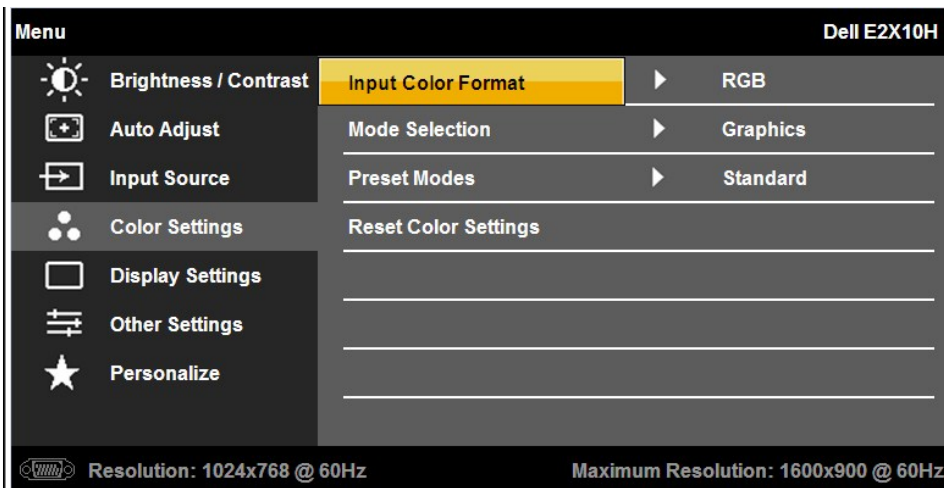 Menu Dell E2X10H
Brightness / Contrast Input Color Format RGB
Auto Adjust Mode Selection Graphics
Input Source Preset Modes Standard
Color Settings Reset Color Settings
Display Settings
Other Settings
Personalize
Resolution: 1024x768 @ 60Hz Maximum Resolution: 1600x900 @ 60Hz